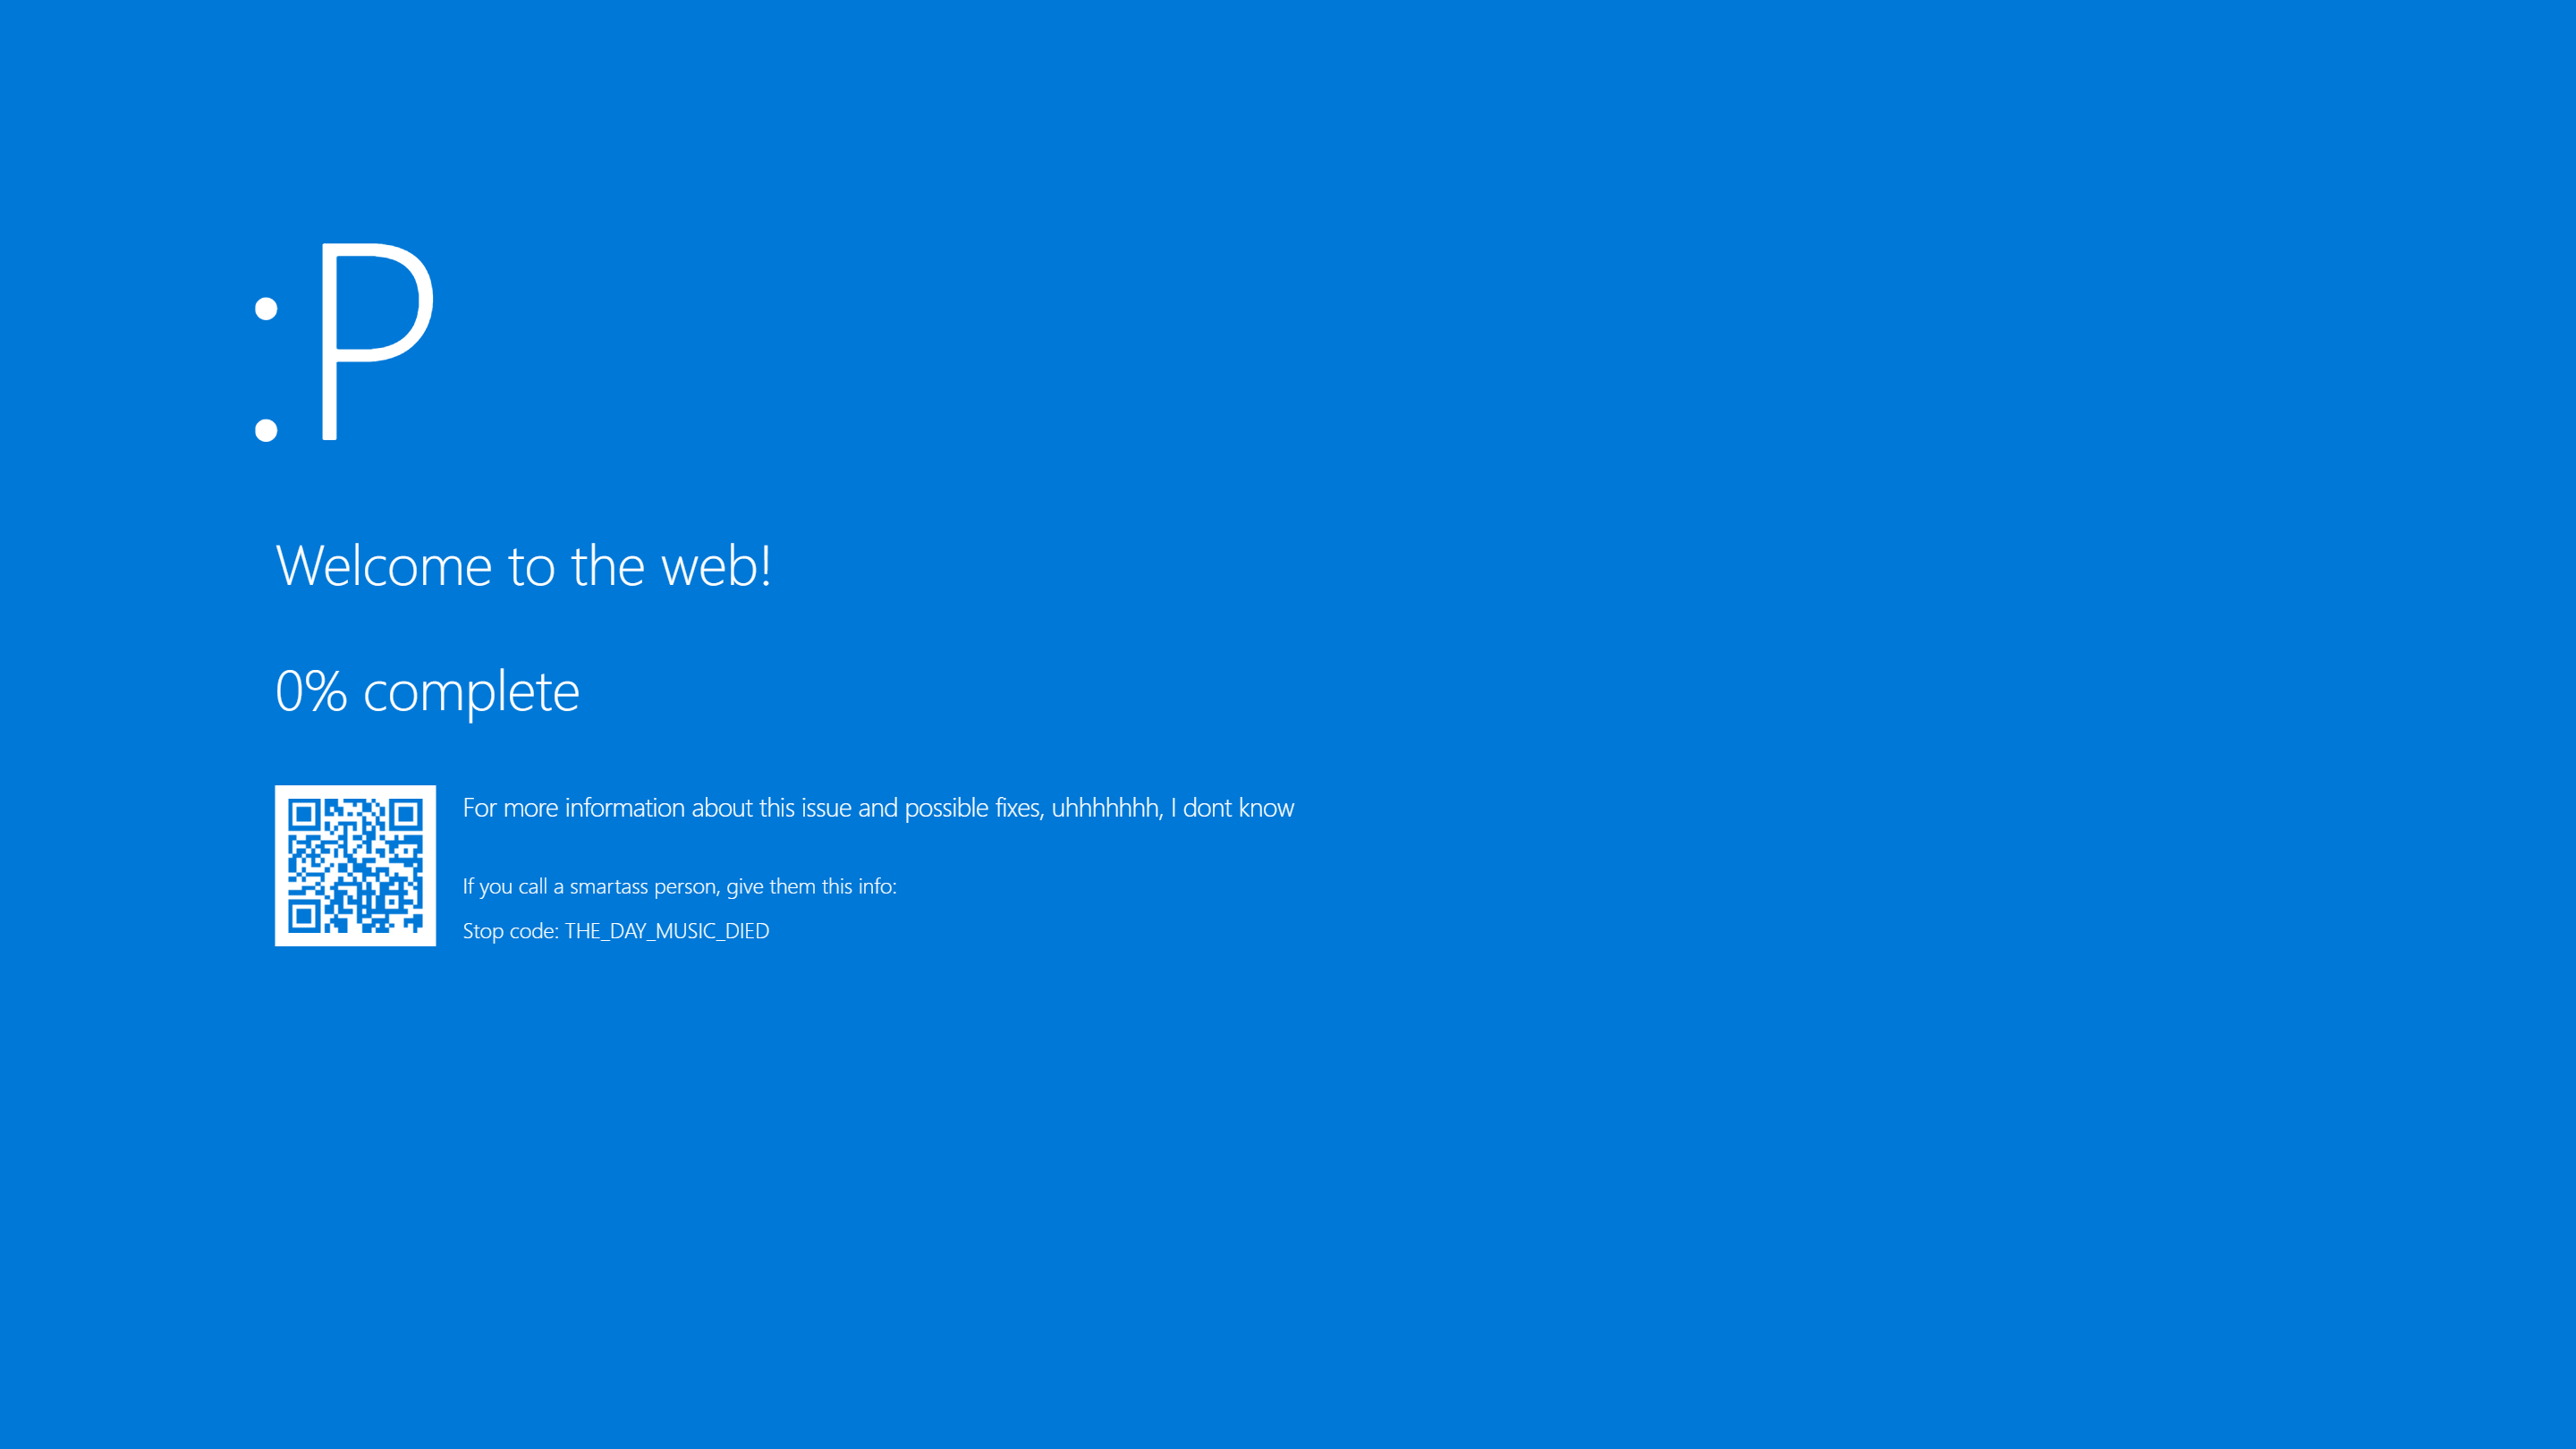 :P
Welcome to the web!
0% complete
For more information about this issue and possible fixes, uhhhhhhh, I dont know
If you call a smartass person, give them this info:
Stop code: THE_DAY_MUSIC_DIED